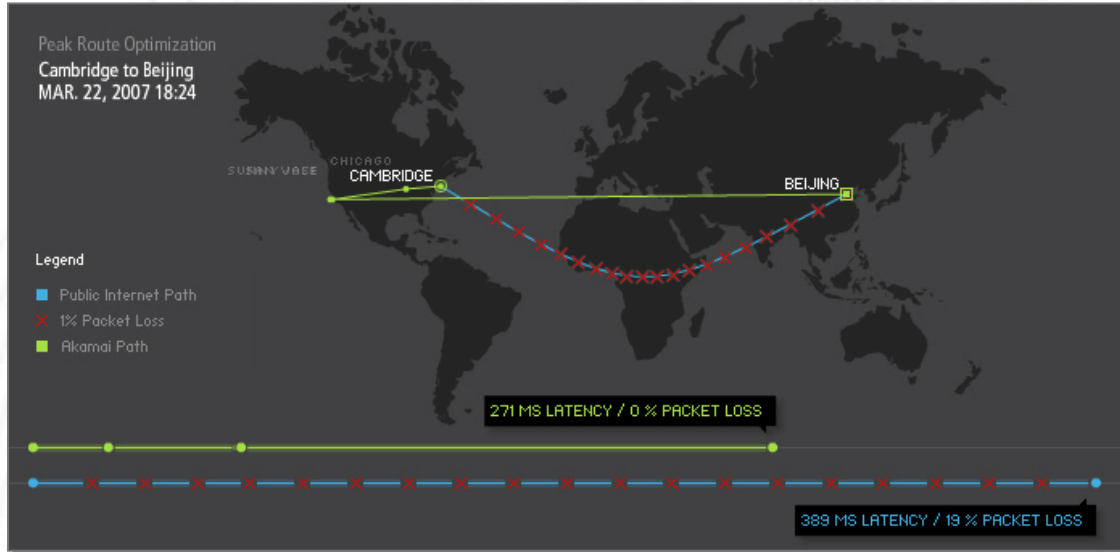 Peak Route Optimization
Cambridge to Beijing
MAR. 22, 2007 18:24
CHICAGO
CAMBRIDGE
BEIJING
Legend
Public Internet Path
1% Packet Loss
Akamai Path
271 MS LATENCY / 0 % PACKET LOSS
389 MS LATENCY / 19 % PACKET LOSS